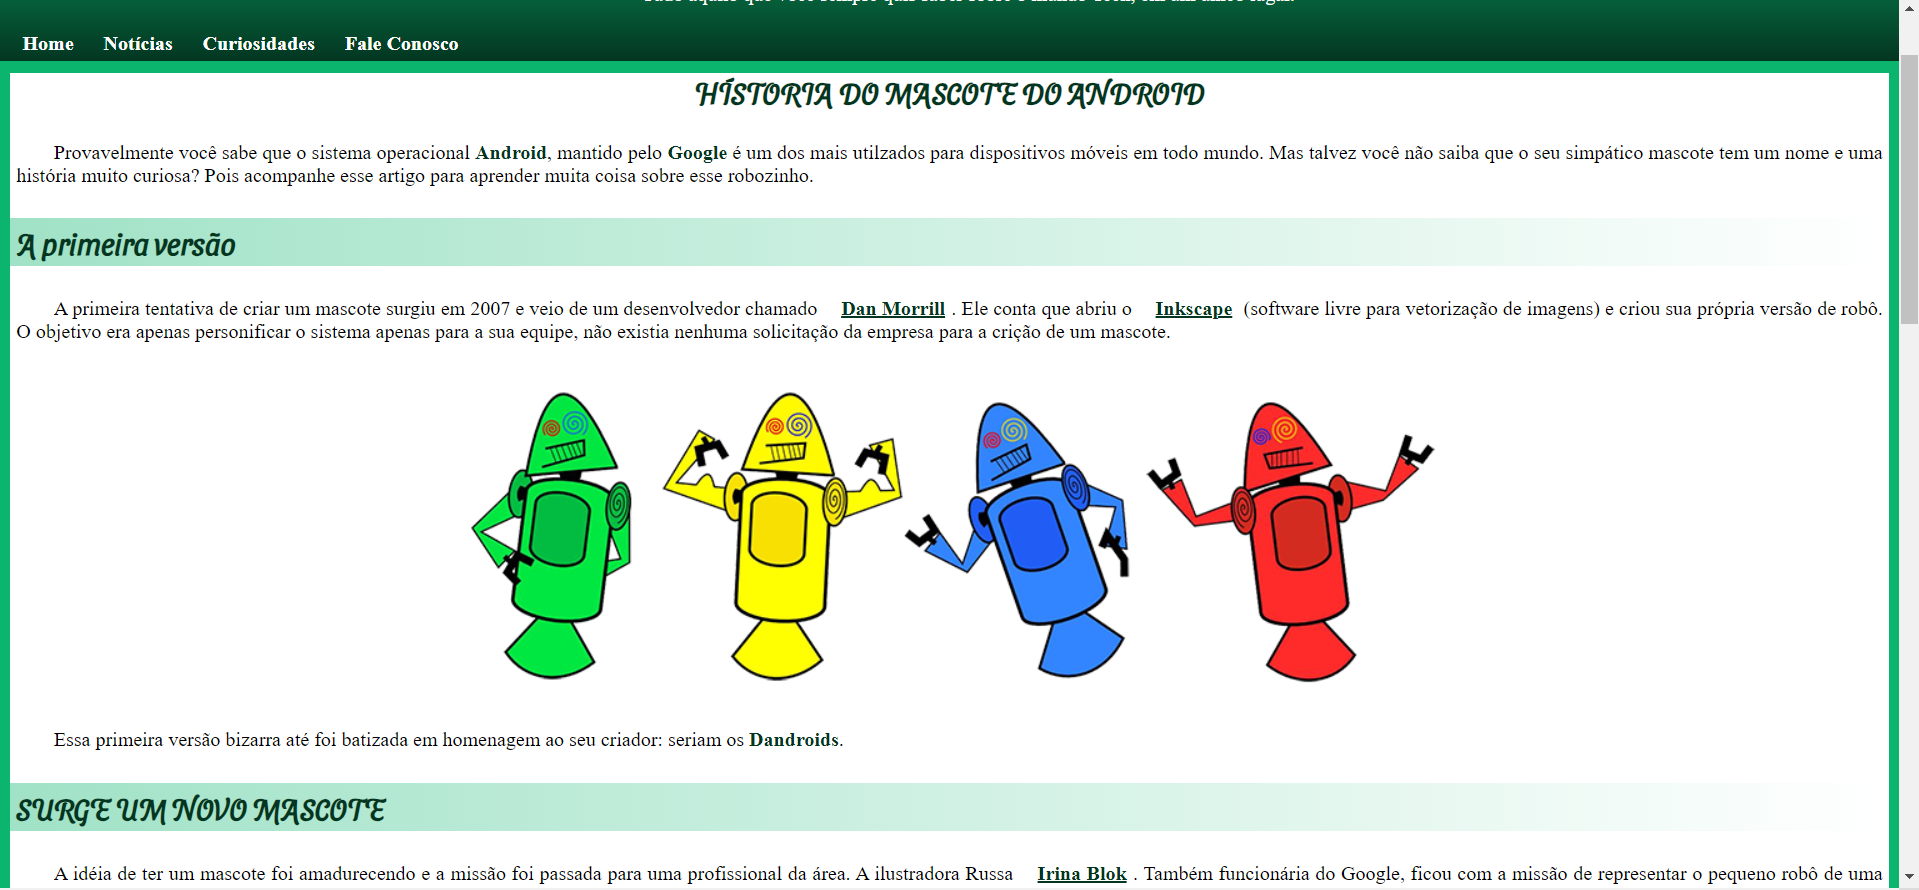 Home Notícias Curiosidades Fale Conosco
HÍSTORIA DO MASCOTE DO ANDROID
Provavelmente você sabe que o sistema operacional Android, mantido pelo Google é um dos mais utilzados para dispositivos móveis em todo mundo. Mas talvez você não saiba que o seu simpático mascote tem um nome e uma
história muito curiosa? Pois acompanhe esse artigo para aprender muita coisa sobre esse robozinho.
A primeira versão
A primeira tentativa de criar um mascote surgiu em 2007 e veio de um desenvolvedor chamado Dan Morrill . Ele conta que abriu o Inkscape (software livre para vetorização de imagens) e criou sua própria versão de robô.
O objetivo era apenas personificar o sistema apenas para a sua equipe, não existia nenhuma solicitação da empresa para a crição de um mascote.
Essa primeira versão bizarra até foi batizada em homenagem ao seu criador: seriam os Dandroids.
SURGE UM NOVO MASCOTE
A idéia de ter um mascote foi amadurecendo e a missão foi passada para uma profissional da área. A ilustradora Russa Irina Blok . Também funcionária do Google, ficou com a missão de representar o pequeno robô de uma